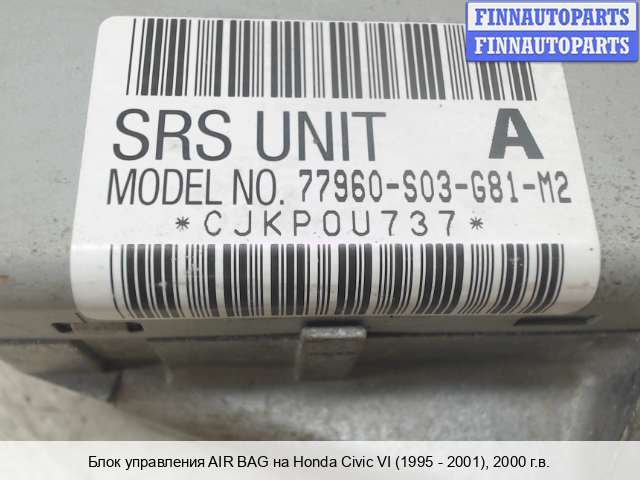 FINNAUTOPARTS
FINNAUTOPARTS
SRS UNIT A
MODEL NO. 77960-S03-G81-M2
*CJKP0U737*
Блок управления AIR BAG на Honda Civic VI (1995 - 2001), 2000 г.в.